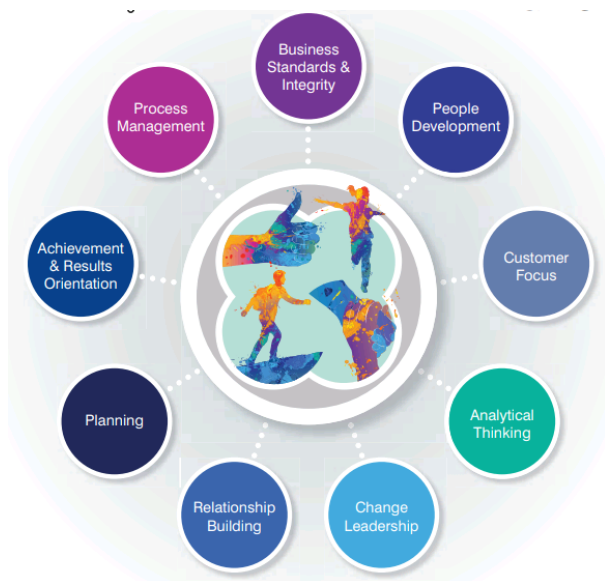 Business
Standards &
Integrity
People
Development
Customer
Focus
Analytical
Thinking
Change
Leadership
Relationship
Building
Planning
Achievement
& Results
Orientation
Process
Management